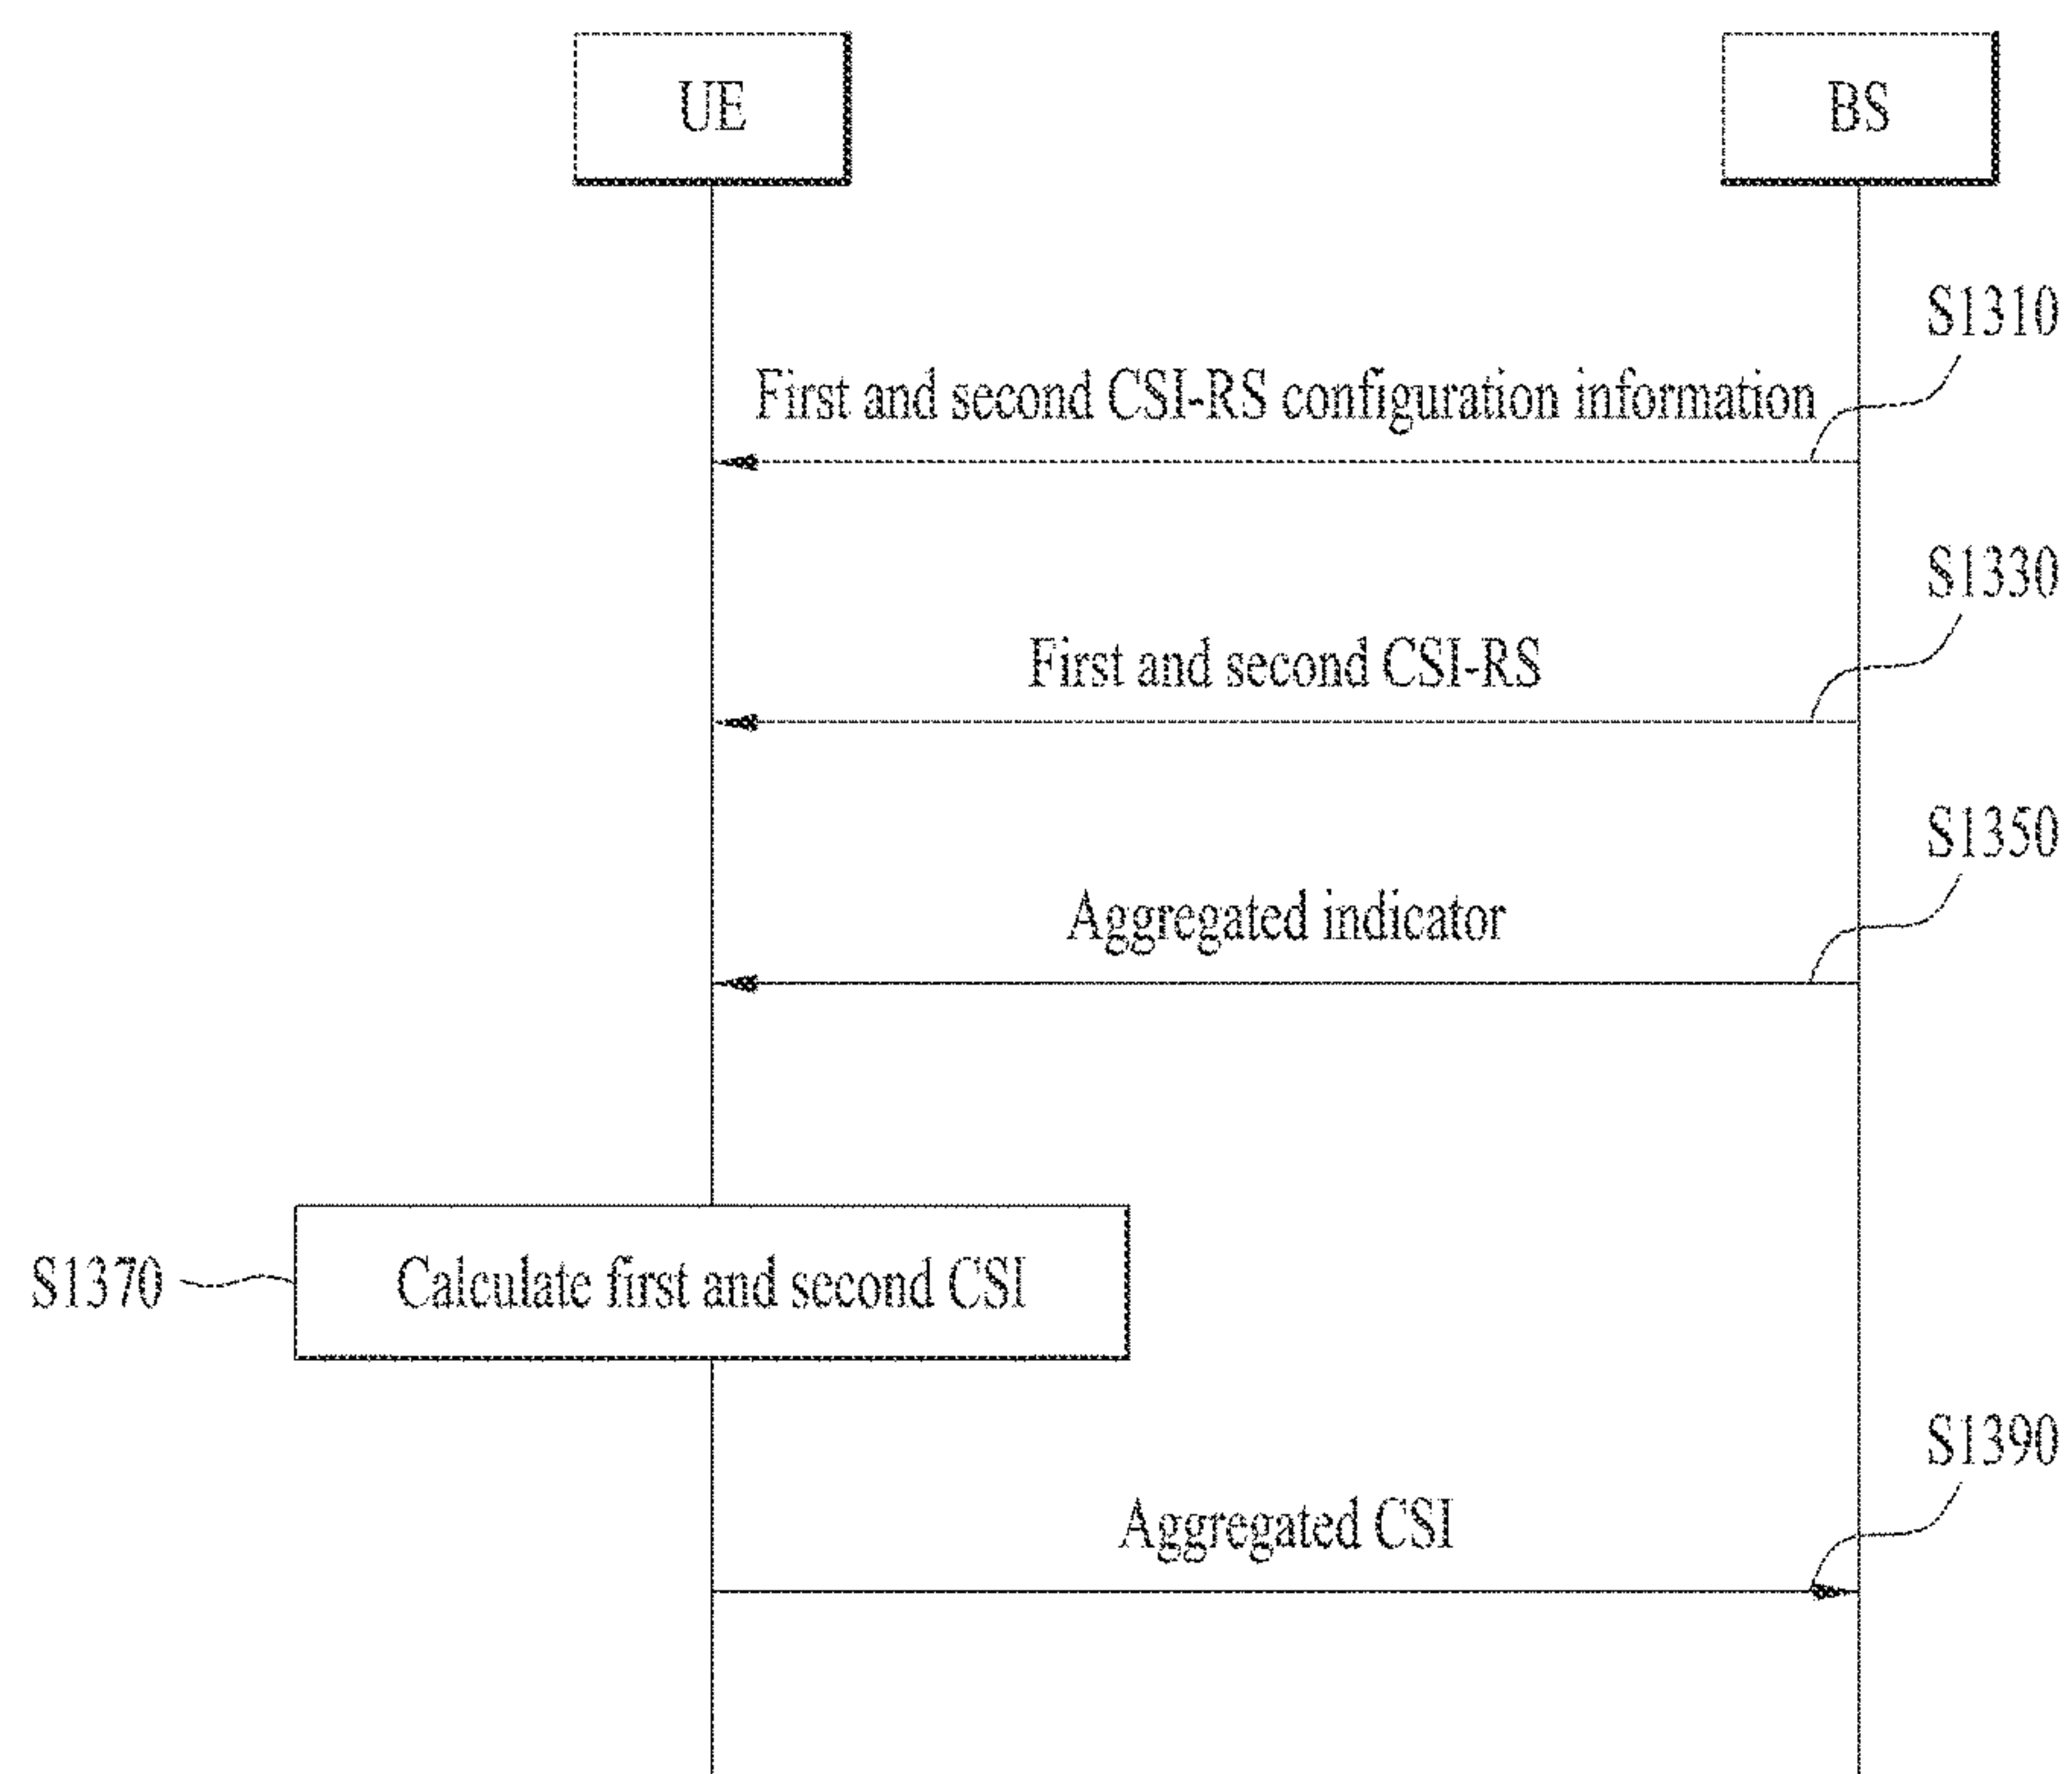 UE
BS
S1310
First and second CSI-RS configuration information
S1330
First and second CSI-RS
S1350
Aggregated indicator
S1370
Calculate first and second CSI
S1390
Aggregated CSI